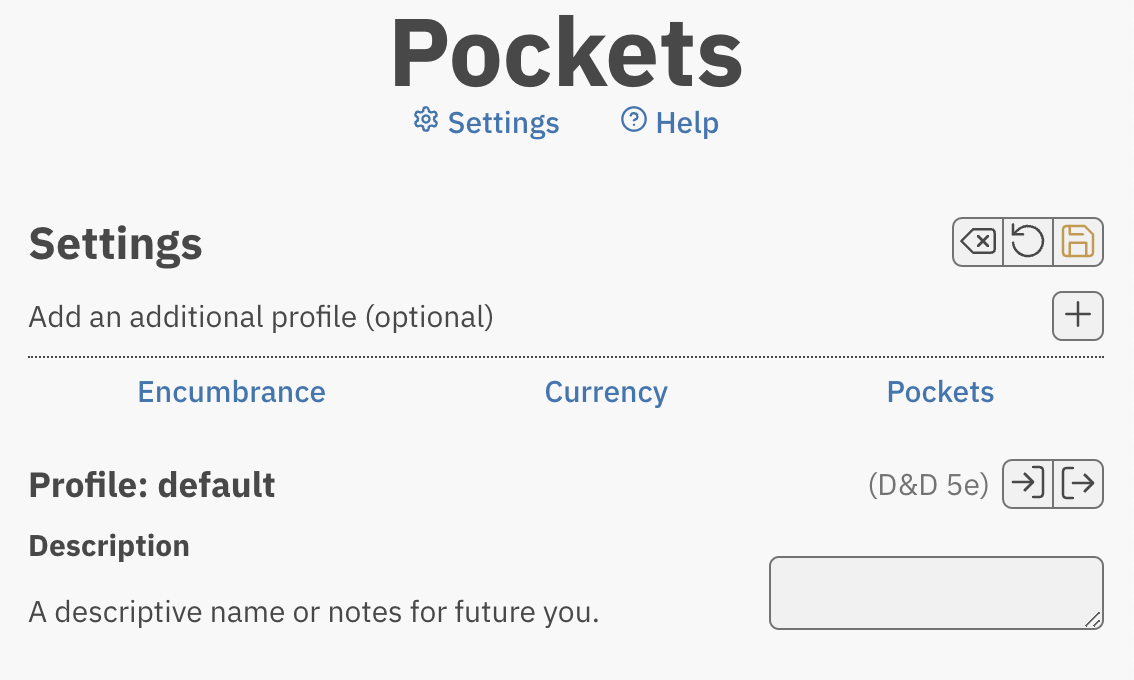 Pockets
Settings Help
Settings
Add an additional profile (optional)
Encumbrance Currency Pockets
Profile: default (D&D 5e)
Description
A descriptive name or notes for future you.